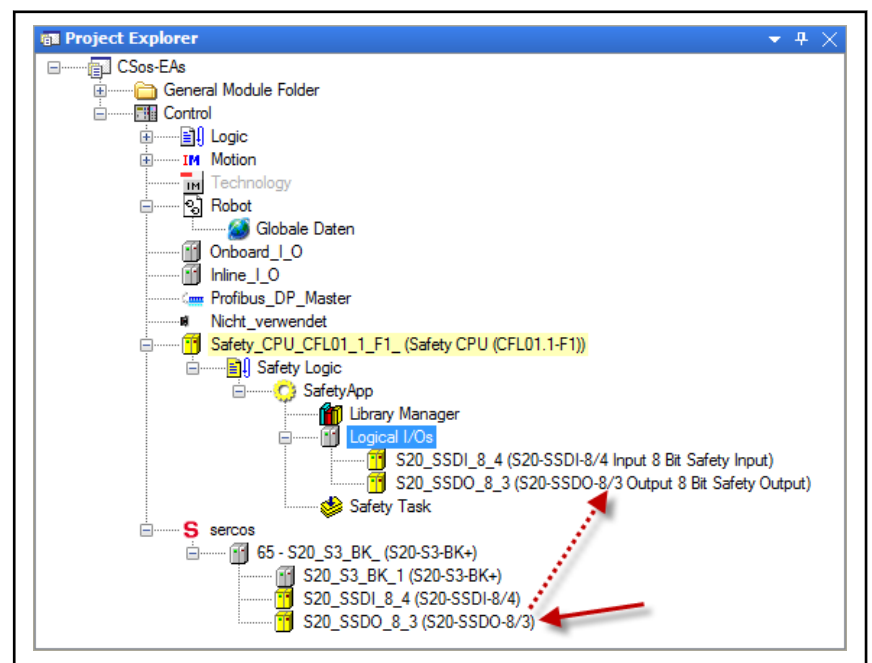 Project Explorer
CSos-EAs
General Module Folder
Control
Logic
IM Motion
IM Technology
Robot
Globale Daten
Onboard_I_O
Inline_I_O
Profibus_DP_Master
Nicht_verwendet
Safety_CPU_CFL01_1_F1_ (Safety CPU (CFL01.1-F1))
Safety Logic
SafetyApp
Library Manager
Logical I/Os
S20_SSDI_8_4 (S20-SSDI-8/4 Input 8 Bit Safety Input)
S20_SSDO_8_3 (S20-SSDO-8/3 Output 8 Bit Safety Output)
Safety Task
S sercos
65 - S20_S3_BK_ (S20-S3-BK+)
S20_S3_BK_1 (S20-S3-BK+)
S20_SSDI_8_4 (S20-SSDI-8/4)
S20_SSDO_8_3 (S20-SSDO-8/3)